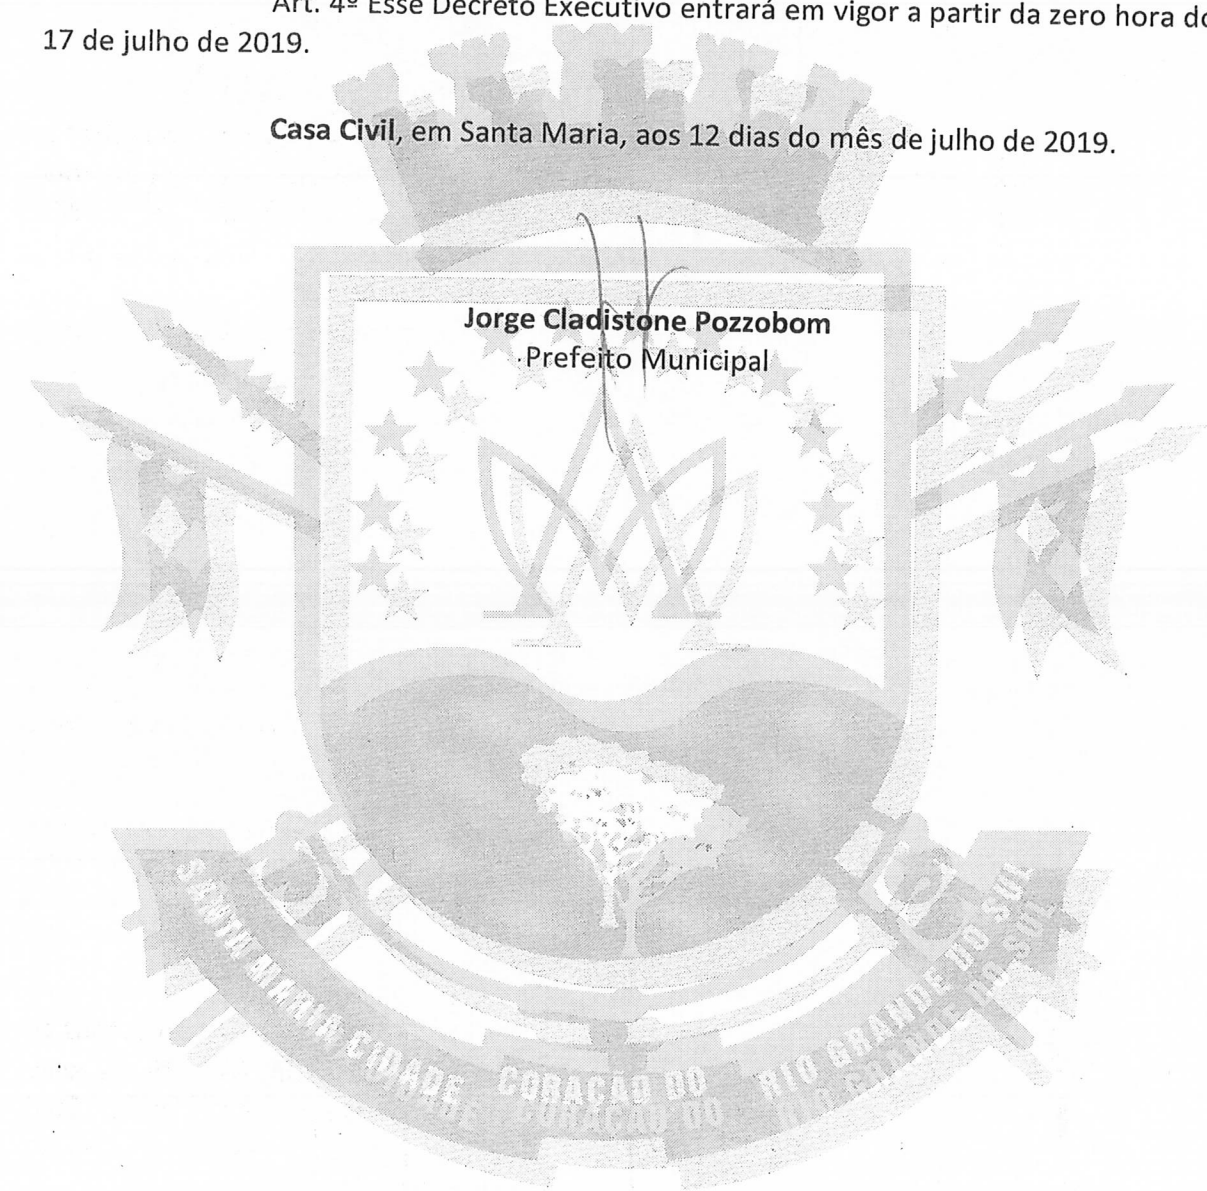 Art. 4º Esse Decreto Executivo entrará em vigor a partir da zero hora do
17 de julho de 2019.
Casa Civil, em Santa Maria, aos 12 dias do mês de julho de 2019.
Jorge Cladistone Pozzobom
Prefeito Municipal
SANTA MARIA CIDADE CORAÇÃO DO RIO GRANDE DO SUL